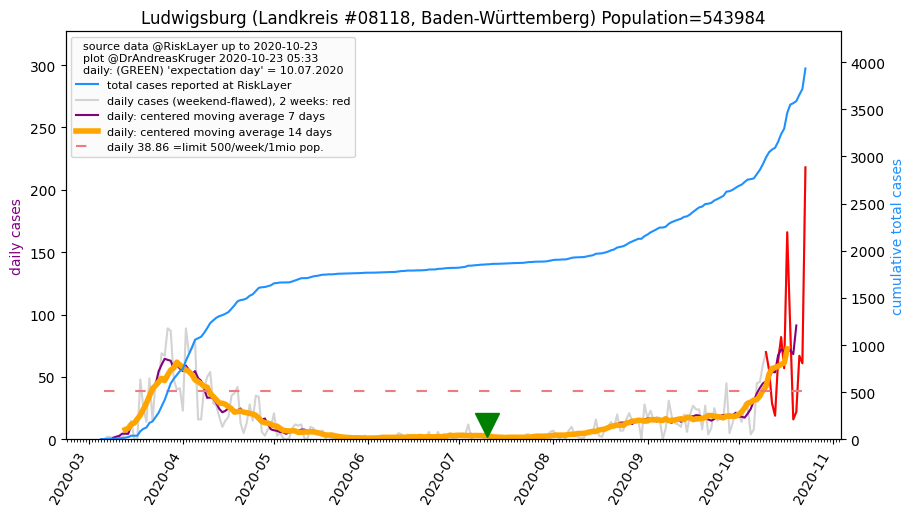 Ludwigsburg (Landkreis #08118, Baden-Württemberg) Population=543984
source data @RiskLayer up to 2020-10-23
plot @DrAndreasKruger 2020-10-23 05:33
daily: (GREEN) 'expectation day' = 10.07.2020
total cases reported at RiskLayer
daily cases (weekend-flawed), 2 weeks: red
daily: centered moving average 7 days
daily: centered moving average 14 days
daily 38.86 =limit 500/week/1mio pop.
daily cases
300
250
200
150
100
50
0
4000
3500
3000
2500
2000
1500
1000
500
0
cumulative total cases
2020-03
2020-04
2020-05
2020-06
2020-07
2020-08
2020-09
2020-10
2020-11